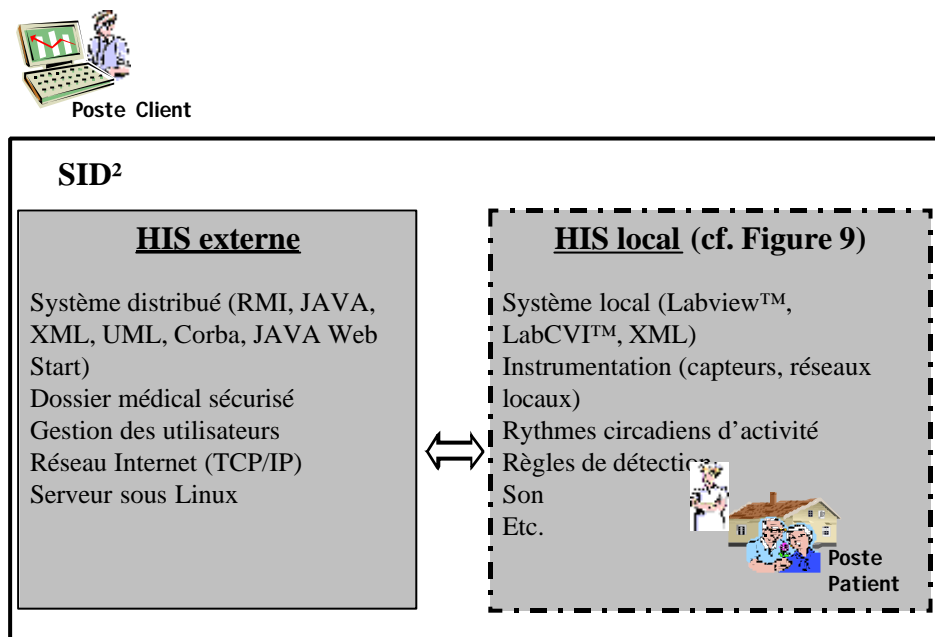 Poste Client
SID²
HIS externe
Système distribué (RMI, JAVA,
XML, UML, Corba, JAVA Web
Start)
Dossier médical sécurisé
Gestion des utilisateurs
Réseau Internet (TCP/IP)
Serveur sous Linux
HIS local (cf. Figure 9)
Système local (Labview™,
LabCVI™, XML)
Instrumentation (capteurs, réseaux
locaux)
Rythmes circadiens d’activité
Règles de détection
Son
Etc.
Poste
Patient